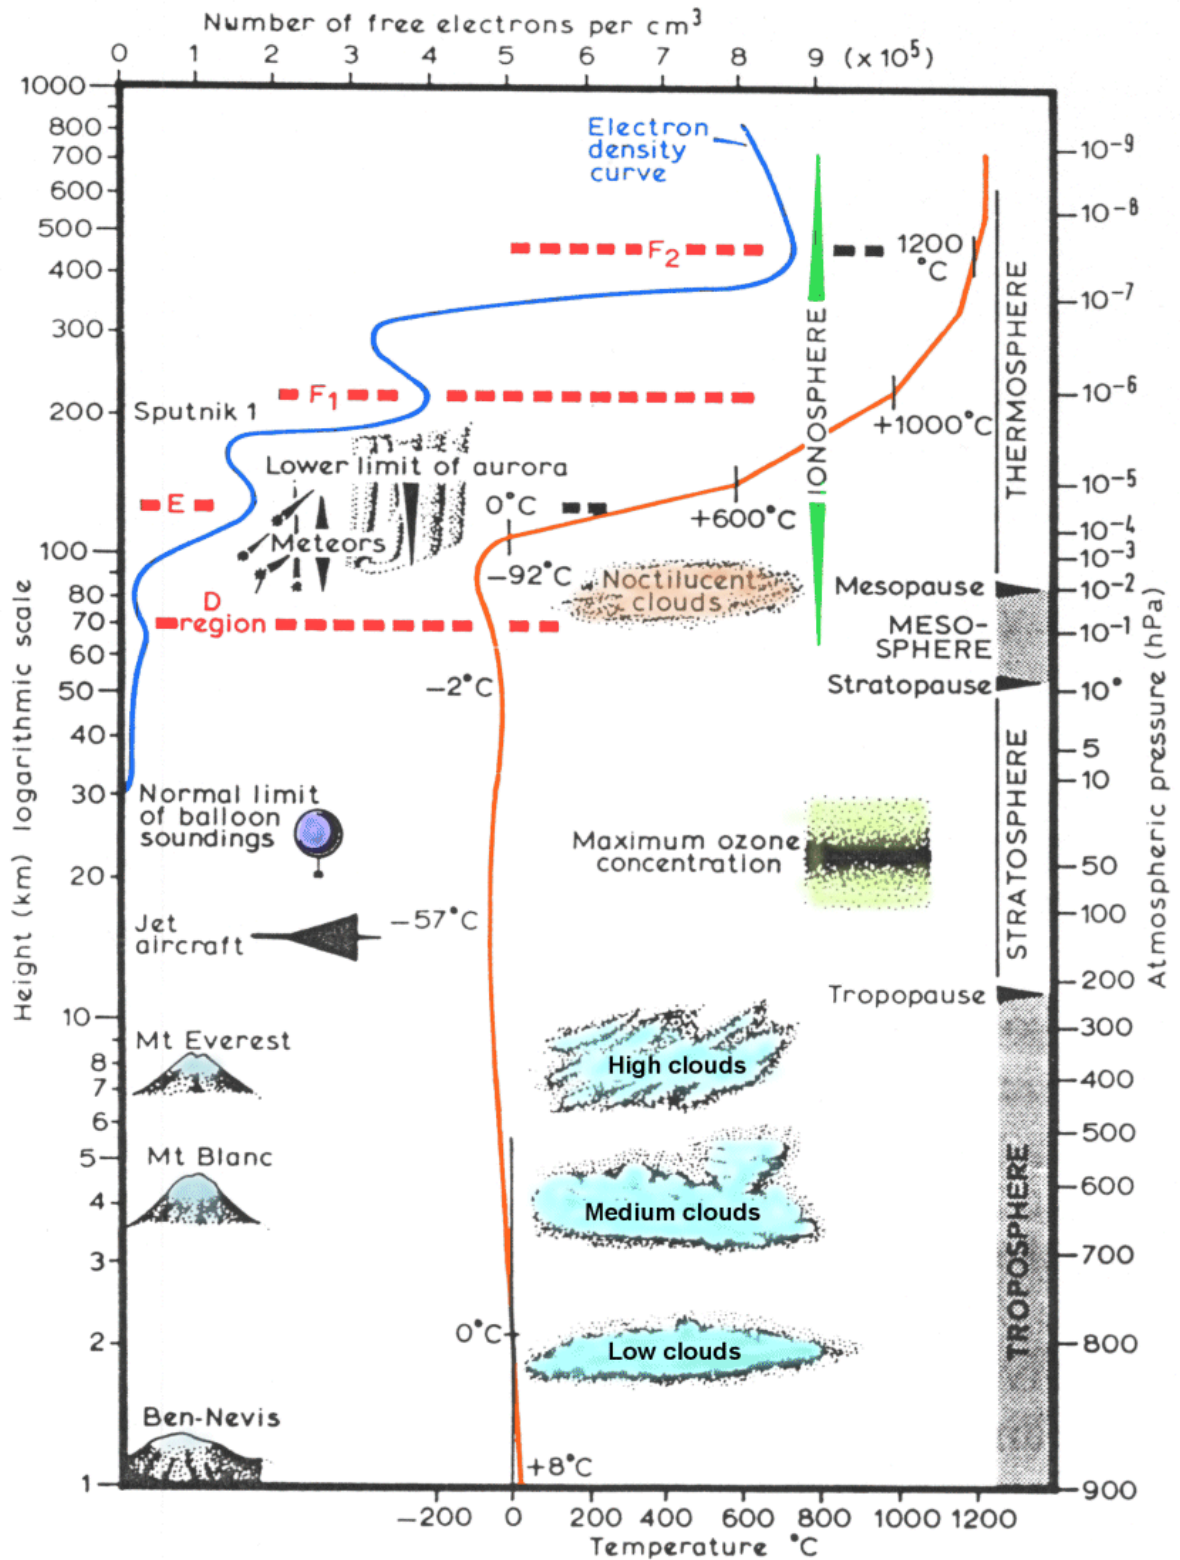 Number of free electrons per cm³
0 1 2 3 4 5 6 7 8 9 (x 10⁵)
1000
800
700
600
500
400
300
200
100
80
70
60
50
40
30
20
10
8
7
6
5
4
3
2
1
Height (km) logarithmic scale
Electron
density
curve
F₂
1200
°C
F₁
Sputnik 1
+1000°C
Lower limit of aurora
E
0°C
+600°C
Meteors
-92°C
Noctilucent
clouds
D
region
-2°C
IONOSPHERE
THERMOSPHERE
Mesopause
MESO-
SPHERE
Stratopause
STRATOSPHERE
Normal limit
of balloon
soundings
Maximum ozone
concentration
Jet
aircraft
-57°C
Tropopause
Mt Everest
High clouds
Mt Blanc
Medium clouds
TROPOSPHERE
0°C
Low clouds
Ben-Nevis
+8°C
10⁻⁹
10⁻⁸
10⁻⁷
10⁻⁶
10⁻⁵
10⁻⁴
10⁻³
10⁻²
10⁻¹
10°
5
10
50
100
200
300
400
500
600
700
800
900
Atmospheric pressure (hPa)
-200 0 200 400 600 800 1000 1200
Temperature °C